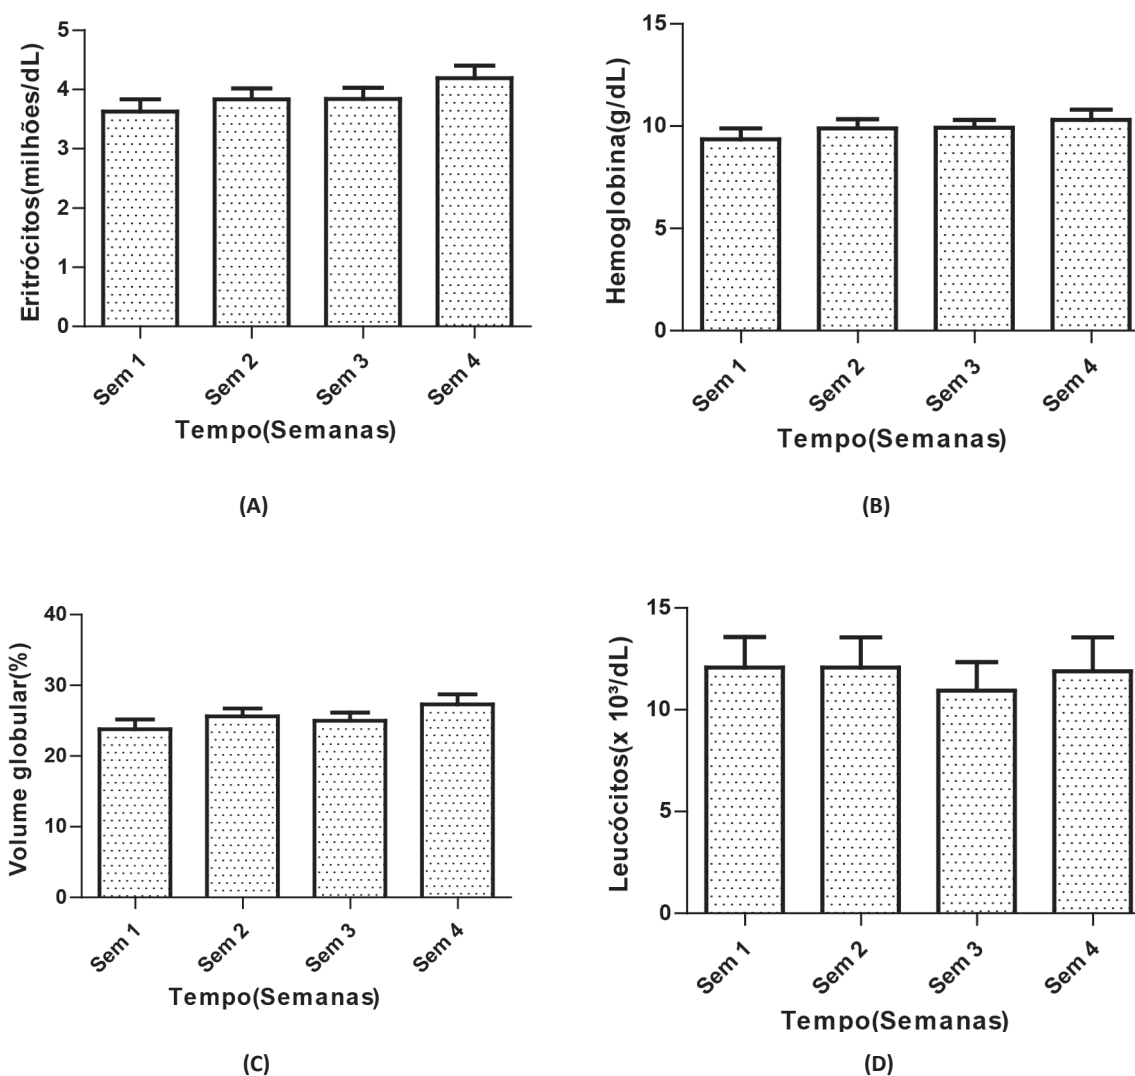 5
4
3
2
1
0
Eritrócitos(milhões/dL)
Sem 1
Sem 2
Sem 3
Sem 4
Tempo(Semanas)
(A)
15
10
5
0
Hemoglobina(g/dL)
Sem 1
Sem 2
Sem 3
Sem 4
Tempo(Semanas)
(B)
40
30
20
10
0
Volume globular(%)
Sem 1
Sem 2
Sem 3
Sem 4
Tempo(Semanas)
(C)
15
10
5
0
Leucócitos(x 10³/dL)
Sem 1
Sem 2
Sem 3
Sem 4
Tempo(Semanas)
(D)